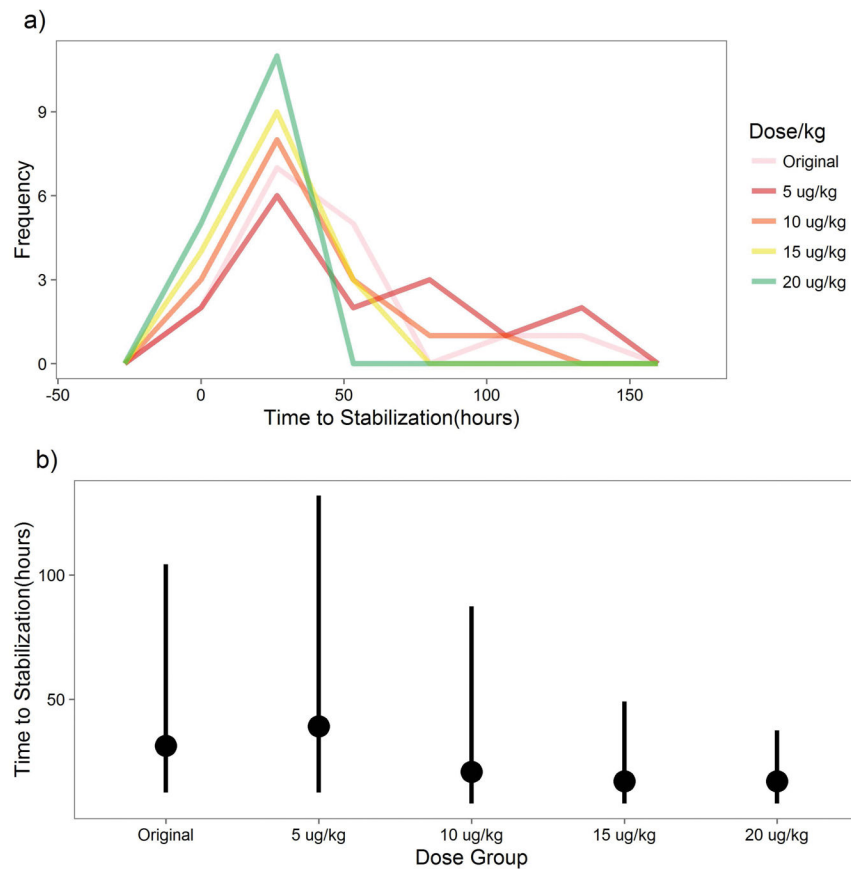 a)
Frequency
9
6
3
0
-50
0
50
100
150
Time to Stabilization(hours)
Dose/kg
Original
5 ug/kg
10 ug/kg
15 ug/kg
20 ug/kg
b)
Time to Stabilization(hours)
100
50
Original
5 ug/kg
10 ug/kg
15 ug/kg
20 ug/kg
Dose Group